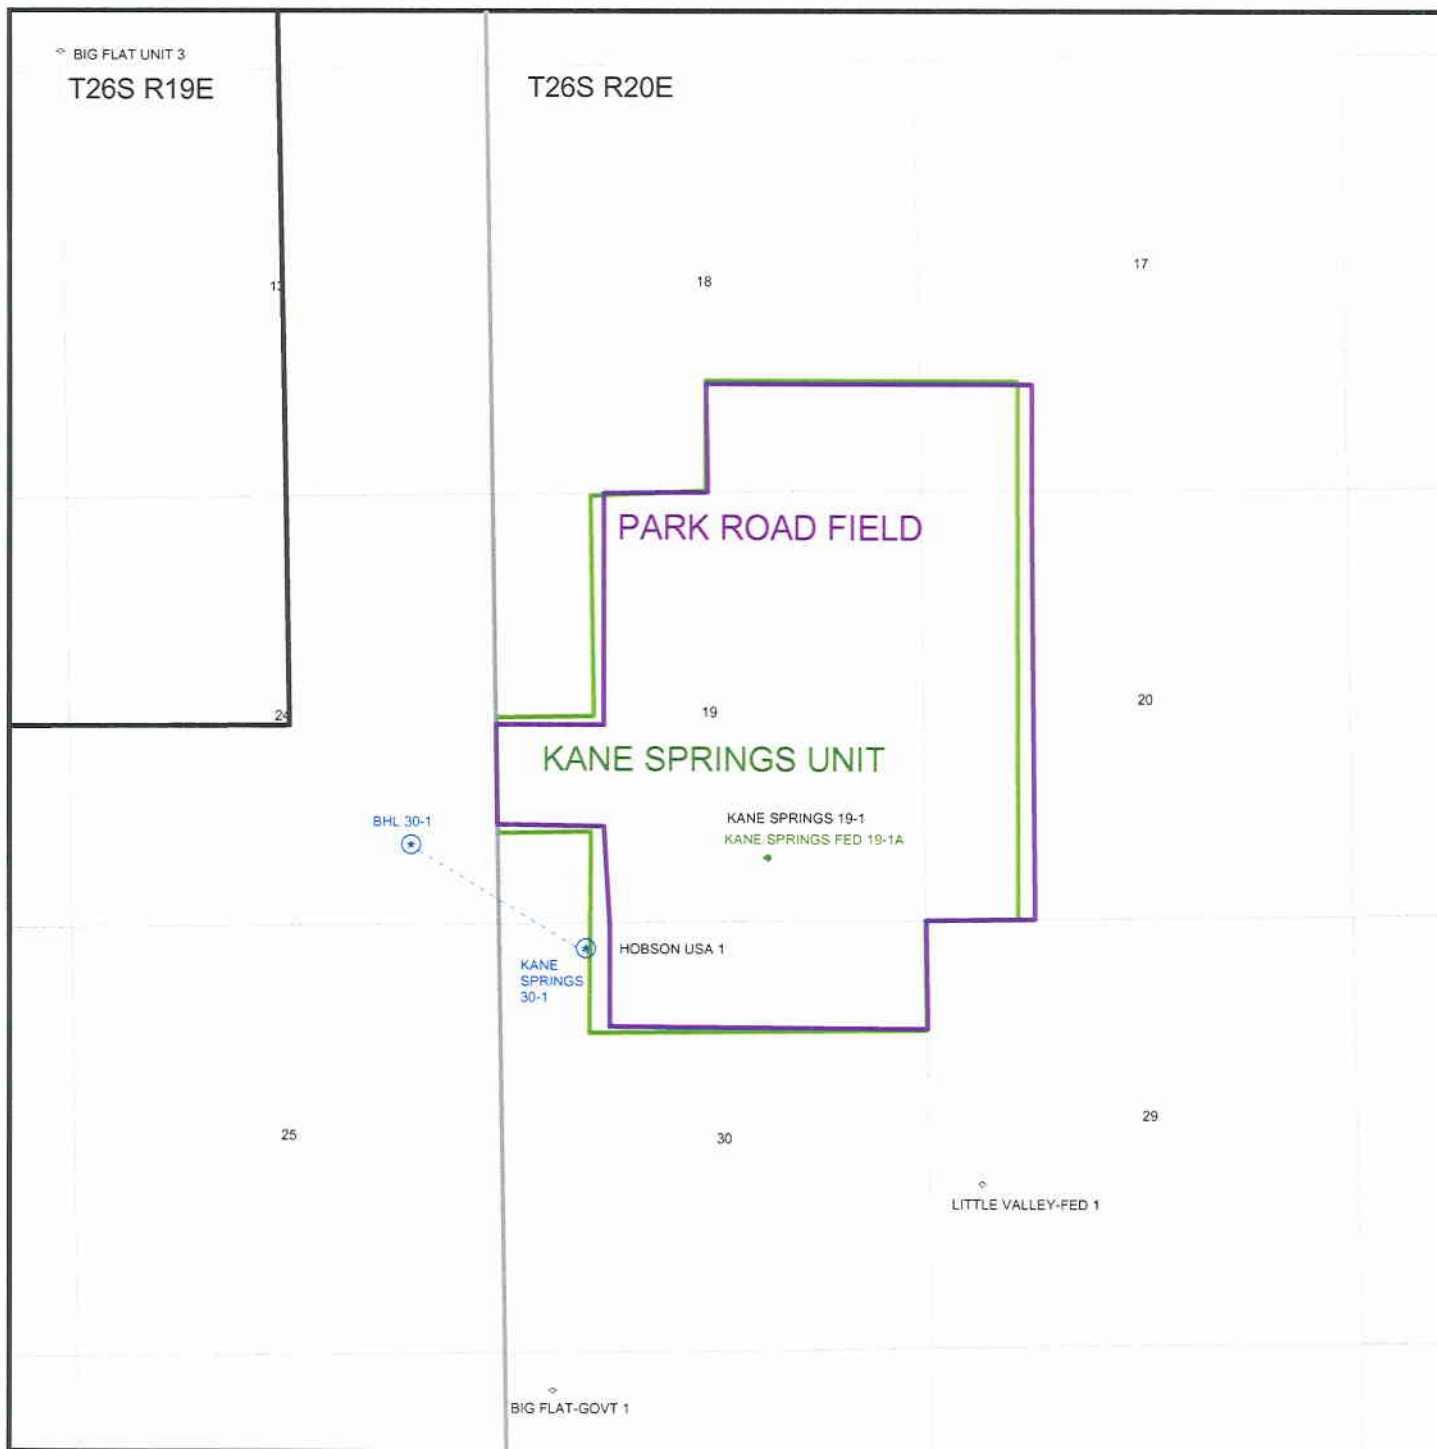 BIG FLAT UNIT 3
T26S R19E
T26S R20E
17
18
13
PARK ROAD FIELD
20
19
24
KANE SPRINGS UNIT
KANE SPRINGS 19-1
BHL 30-1
KANE SPRINGS FED 19-1A
HOBSON USA 1
KANE
SPRINGS
30-1
29
25
30
LITTLE VALLEY-FED 1
BIG FLAT-GOVT 1